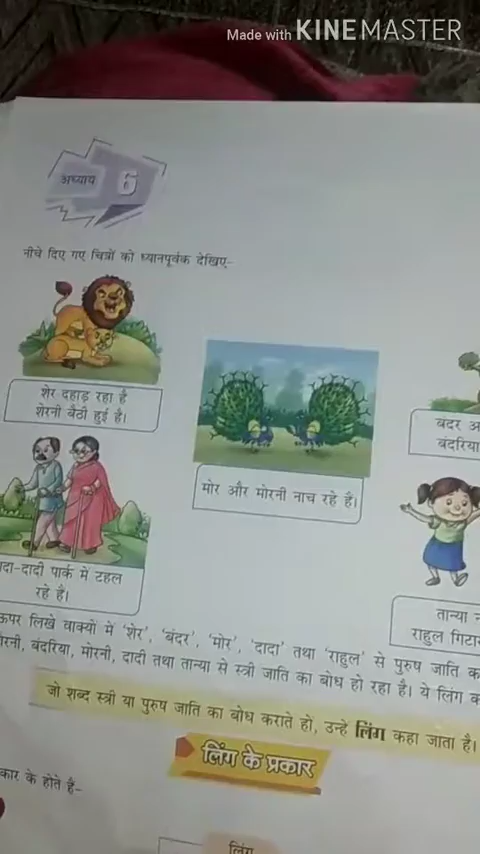 Made with KINEMASTER
अध्याय 6
नीचे दिए गए चित्रों को ध्यानपूर्वक देखिए-
शेर दहाड़ रहा है
शेरनी बैठी हुई है।
मोर और मोरनी नाच रहे हैं।
बंदर
बंदरिया
दादी पार्क में टहल
रहे हैं।
तान्या
राहुल
ऊपर लिखे वाक्यों में 'शेर', 'बंदर', 'मोर', 'दादा' तथा 'राहुल' से पुरुष जाति
बंदरिया, मोरनी, दादी तथा तान्या से स्त्री जाति का बोध हो रहा है। ये लिंग
जो शब्द स्त्री या पुरुष जाति का बोध कराते हो, उन्हें लिंग कहा जाता है।
लिंग के प्रकार
के होते हैं-
लिंग